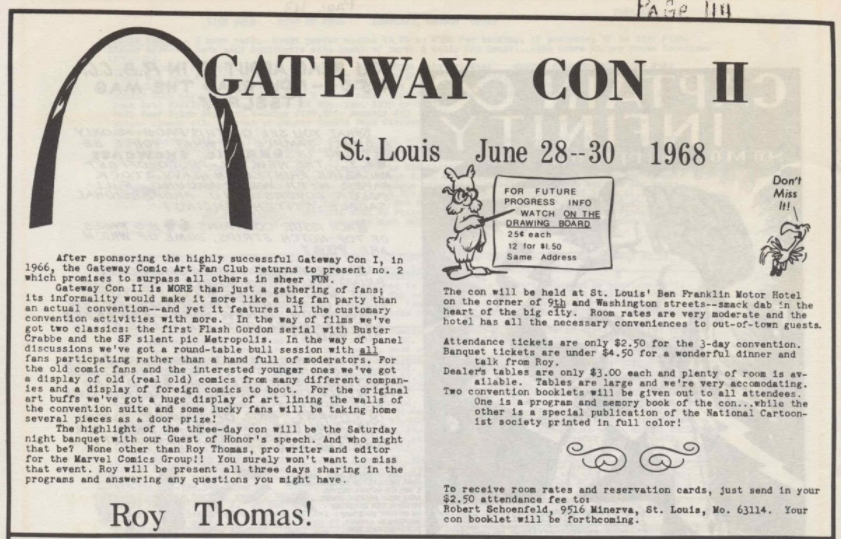 PAGE 44
GATEWAY CON II
St. Louis June 28--30 1968
FOR FUTURE
PROGRESS INFO
WATCH ON THE
DRAWING BOARD
25¢ each
12 for $1.50
Same Address
Don't
Miss
It!
After sponsoring the highly successful Gateway Con I, in
1966, the Gateway Comic Art Fan Club returns to present no. 2
which promises to surpass all others in sheer FUN.
Gateway Con II is MORE than just a gathering of fans;
its informality would make it more like a big fan party than
an actual convention--and yet it features all the customary
convention activities with more. In the way of films we've
got two classics: the first Flash Gordon serial with Buster
Crabbe and the SF silent pic Metropolis. In the way of panel
discussions we've got a round-table bull session with all
fans particpating rather than a hand full of moderators. For
the old comic fans and the interested younger ones we've got
a display of old (real old) comics from many different compan-
ies and a display of foreign comics to boot. For the original
art buffs we've got a huge display of art lining the walls of
the convention suite and some lucky fans will be taking home
several pieces as a door prize!
The highlight of the three-day con will be the Saturday
night banquet with our Guest of Honor's speech. And who might
that be? None other than Roy Thomas, pro writer and editor
for the Marvel Comics Group!! You surely won't want to miss
that event. Roy will be present all three days sharing in the
programs and answering any questions you might have.
Roy Thomas!
The con will be held at St. Louis' Ben Franklin Motor Hotel
on the corner of 9th and Washington streets--smack dab in the
heart of the big city. Room rates are very moderate and the
hotel has all the necessary conveniences to out-of-town guests.
Attendance tickets are only $2.50 for the 3-day convention.
Banquet tickets are under $4.50 for a wonderful dinner and
talk from Roy.
Dealer's tables are only $3.00 each and plenty of room is av-
ailable. Tables are large and we're very accomodating.
Two convention booklets will be given out to all attendees.
One is a program and memory book of the con...while the
other is a special publication of the National Cartoon-
ist society printed in full color!
To receive room rates and reservation cards, just send in your
$2.50 attendance fee to:
Robert Schoenfeld, 9516 Minerva, St. Louis, Mo. 63114. Your
con booklet will be forthcoming.